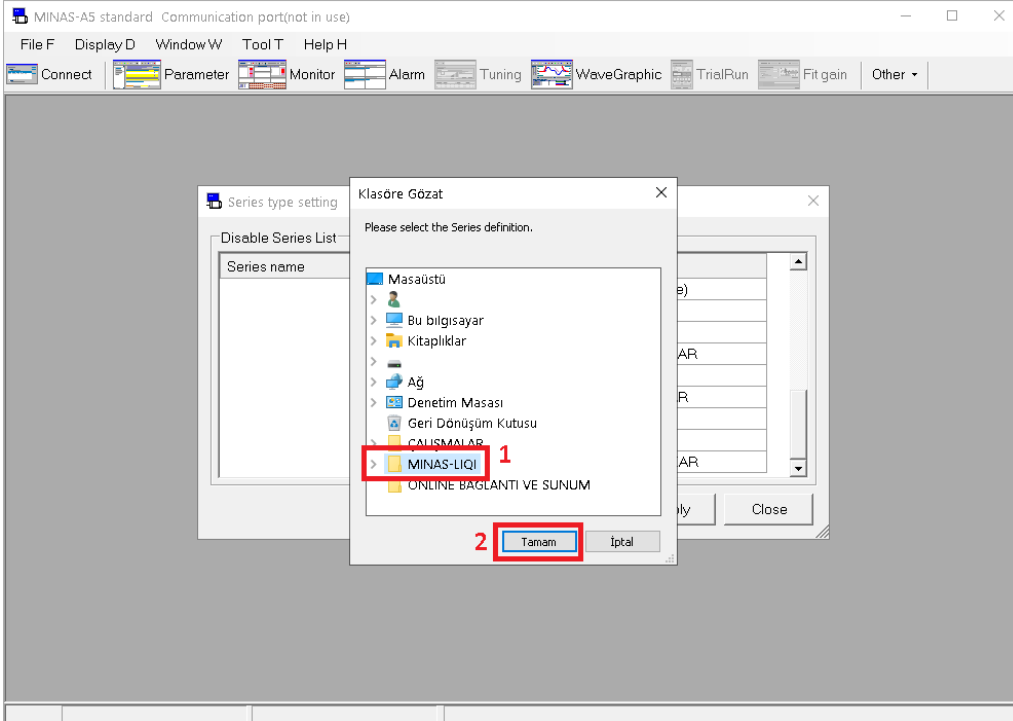 MINAS-A5 standard Communication port(not in use)
File F Display D Window W Tool T Help H
Connect Parameter Monitor Alarm Tuning WaveGraphic TrialRun Fit gain Other
Series type setting
Disable Series List
Series name
Klasöre Gözat
Please select the Series definition.
Masaüstü
Bu bilgisayar
Kitaplıklar
Ağ
Denetim Masası
Geri Dönüşüm Kutusu
ÇALIŞMALAR
MINAS-LIQI 1
ONLINE BAĞLANTI VE SUNUM
2 Tamam İptal
e)
AR
R
AR
ly Close